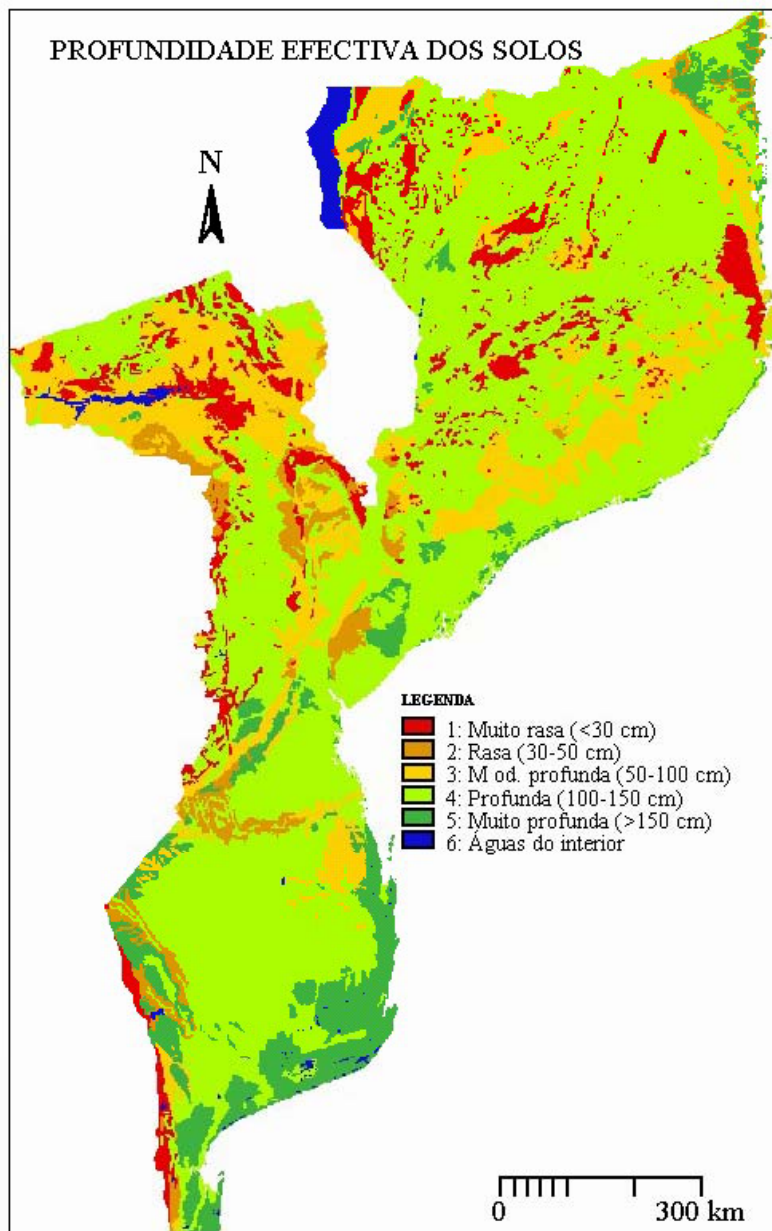 PROFUNDIDADE EFECTIVA DOS SOLOS
N
LEGENDA
1: Muito rasa (<30 cm)
2: Rasa (30-50 cm)
3: M od. profunda (50-100 cm)
4: Profunda (100-150 cm)
5: Muito profunda (>150 cm)
6: Águas do interior
0 300 km